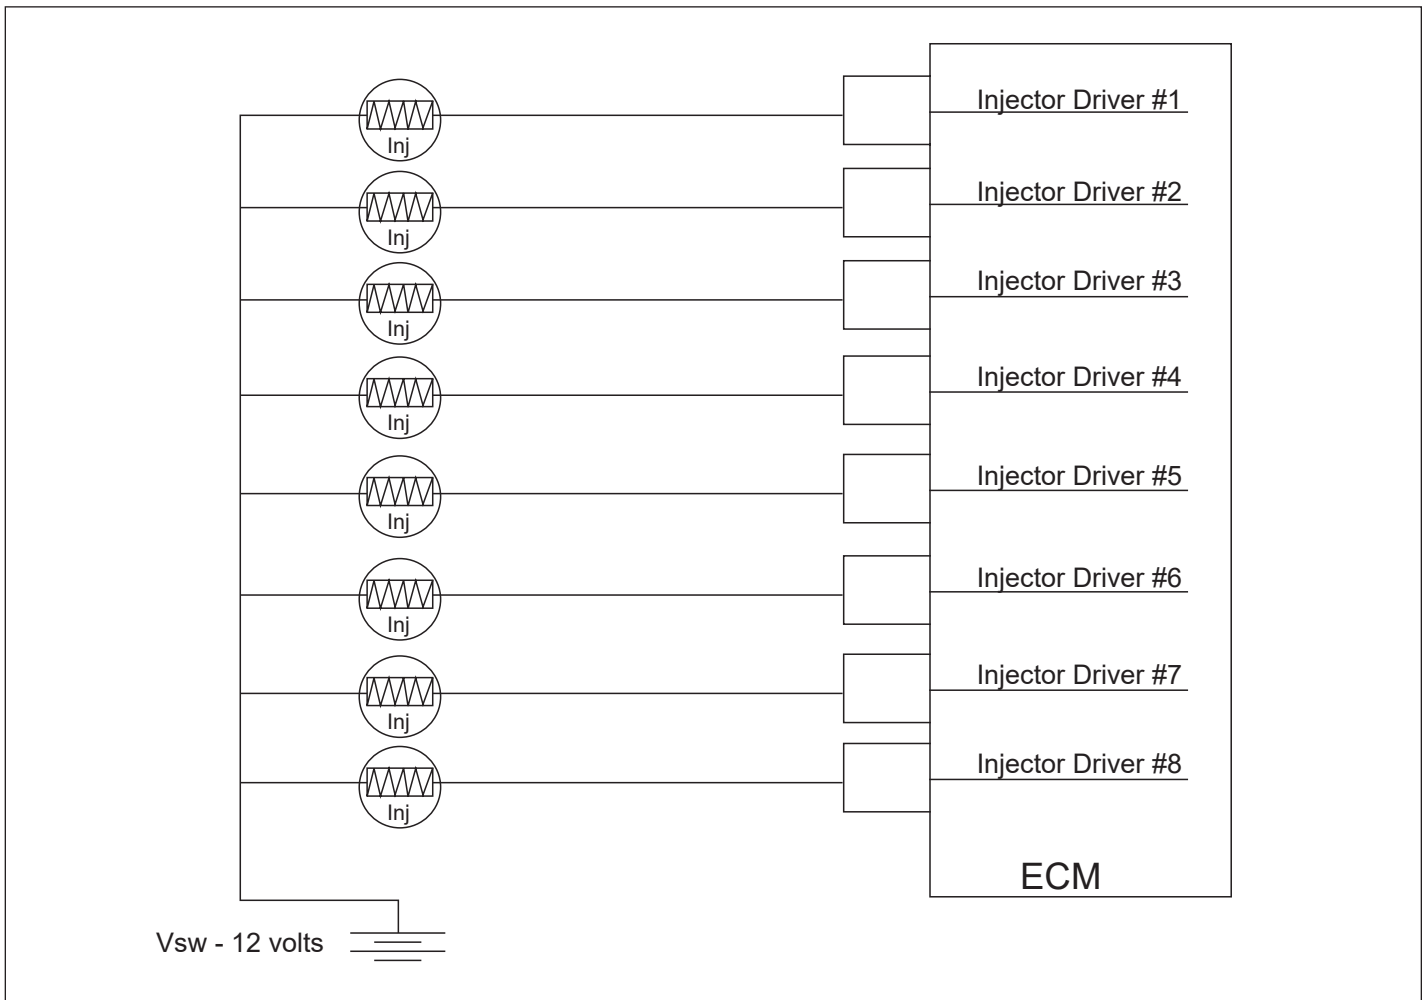 Injector Driver #1
Inj
Injector Driver #2
Inj
Injector Driver #3
Inj
Injector Driver #4
Inj
Injector Driver #5
Inj
Injector Driver #6
Inj
Injector Driver #7
Inj
Injector Driver #8
Inj
ECM
Vsw - 12 volts